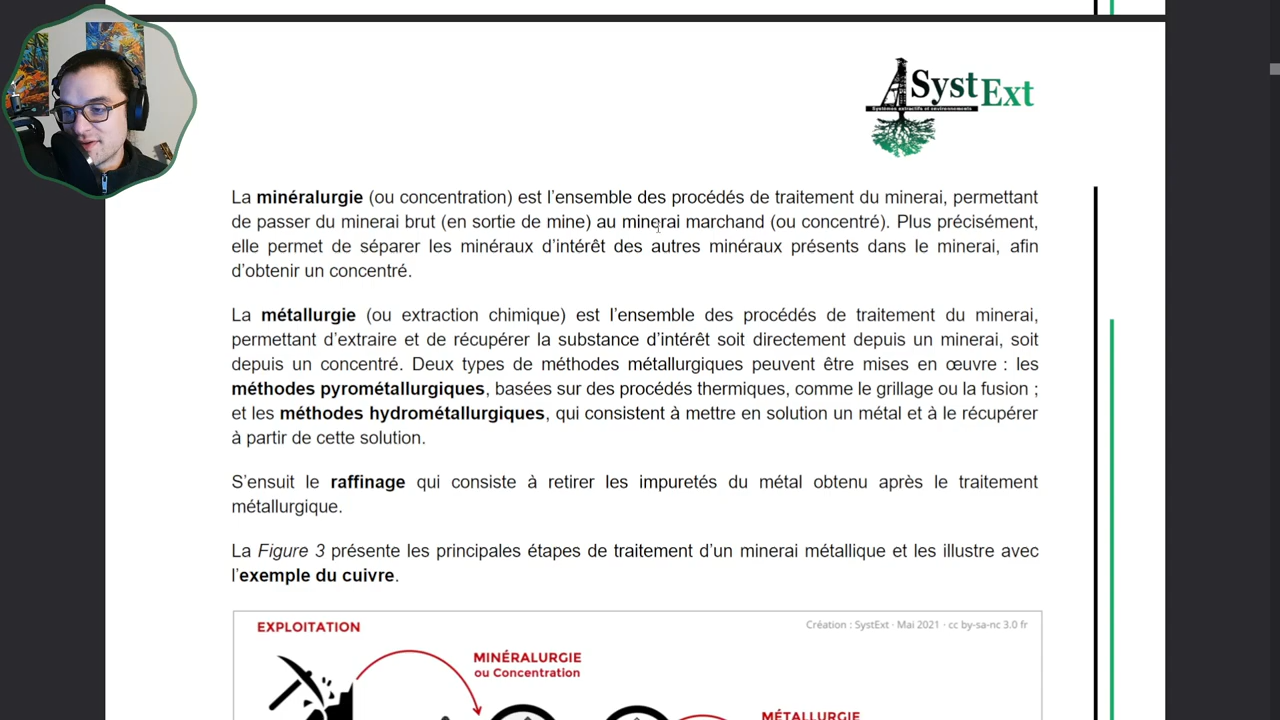 SystExt
Systèmes extractifs et environnements
La minéralurgie (ou concentration) est l'ensemble des procédés de traitement du minerai, permettant
de passer du minerai brut (en sortie de mine) au minerai marchand (ou concentré). Plus précisément,
elle permet de séparer les minéraux d'intérêt des autres minéraux présents dans le minerai, afin
d'obtenir un concentré.
La métallurgie (ou extraction chimique) est l'ensemble des procédés de traitement du minerai,
permettant d'extraire et de récupérer la substance d'intérêt soit directement depuis un minerai, soit
depuis un concentré. Deux types de méthodes métallurgiques peuvent être mises en œuvre : les
méthodes pyrométallurgiques, basées sur des procédés thermiques, comme le grillage ou la fusion ;
et les méthodes hydrométallurgiques, qui consistent à mettre en solution un métal et à le récupérer
à partir de cette solution.
S'ensuit le raffinage qui consiste à retirer les impuretés du métal obtenu après le traitement
métallurgique.
La Figure 3 présente les principales étapes de traitement d'un minerai métallique et les illustre avec
l'exemple du cuivre.
EXPLOITATION
Création : SystExt · Mai 2021 · cc by-sa-nc 3.0 fr
MINÉRALURGIE
ou Concentration
MÉTALLURGIE